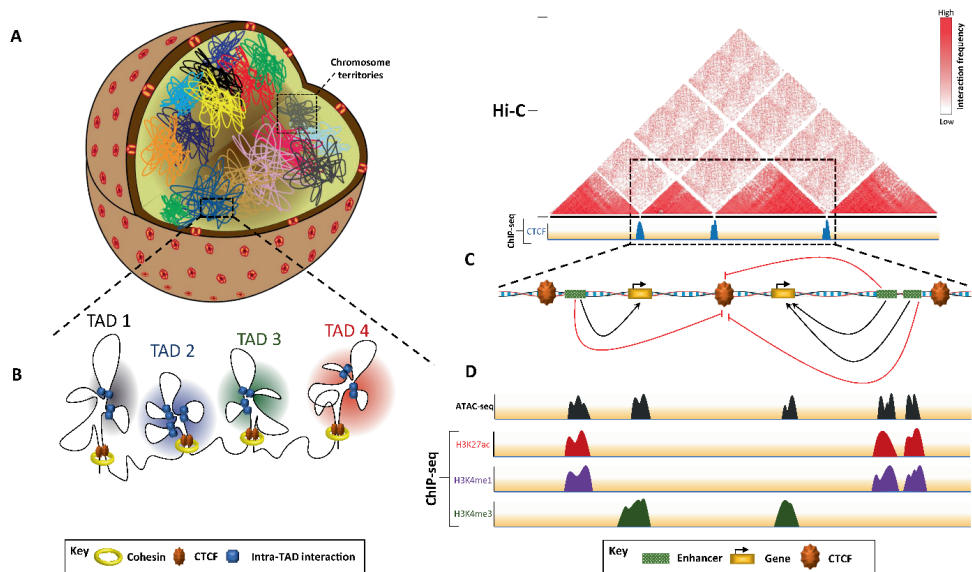 A
Chromosome
territories
Hi-C
High
Interaction frequency
Low
ChIP-seq
CTCF
C
TAD 1
TAD 2
TAD 3
TAD 4
B
D
ATAC-seq
ChIP-seq
H3K27ac
H3K4me1
H3K4me3
Key
Cohesin
CTCF
Intra-TAD interaction
Key
Enhancer
Gene
CTCF